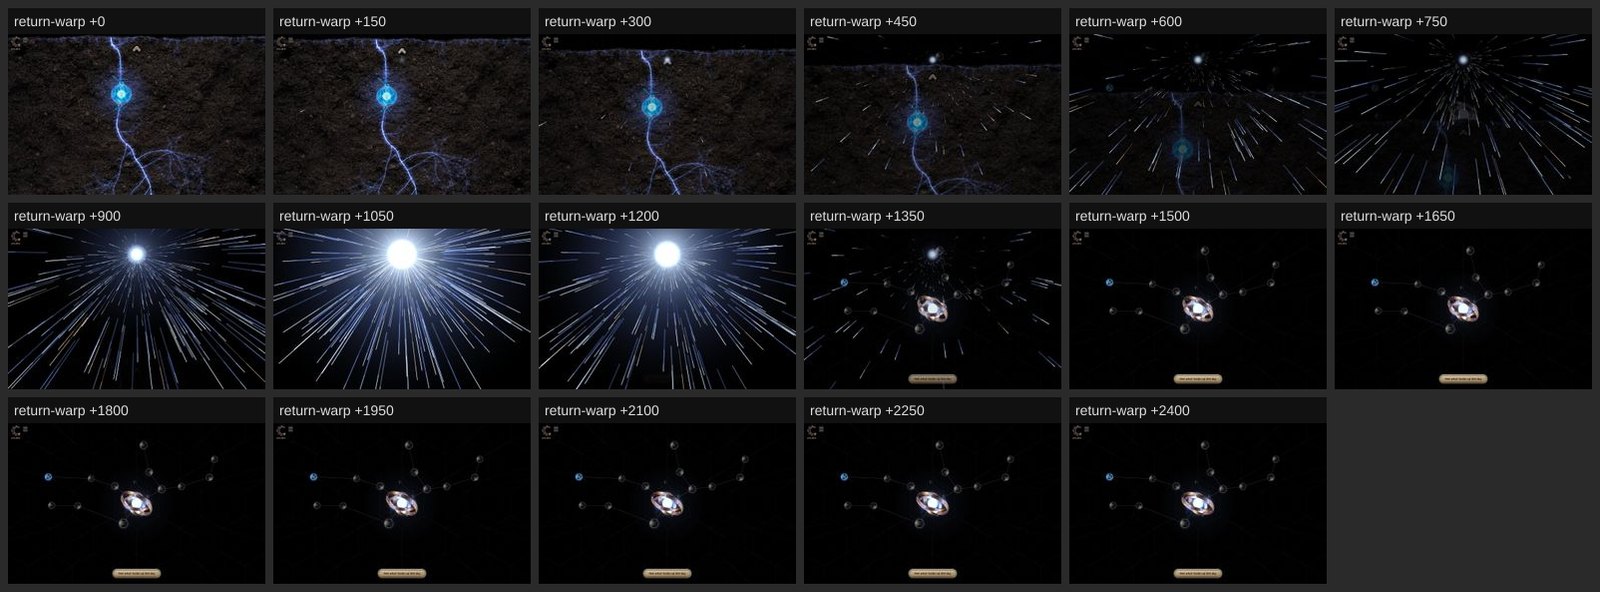 return-warp +0
return-warp +150
return-warp +300
return-warp +450
return-warp +600
return-warp +750
return-warp +900
return-warp +1050
return-warp +1200
return-warp +1350
return-warp +1500
return-warp +1650
return-warp +1800
return-warp +1950
return-warp +2100
return-warp +2250
return-warp +2400